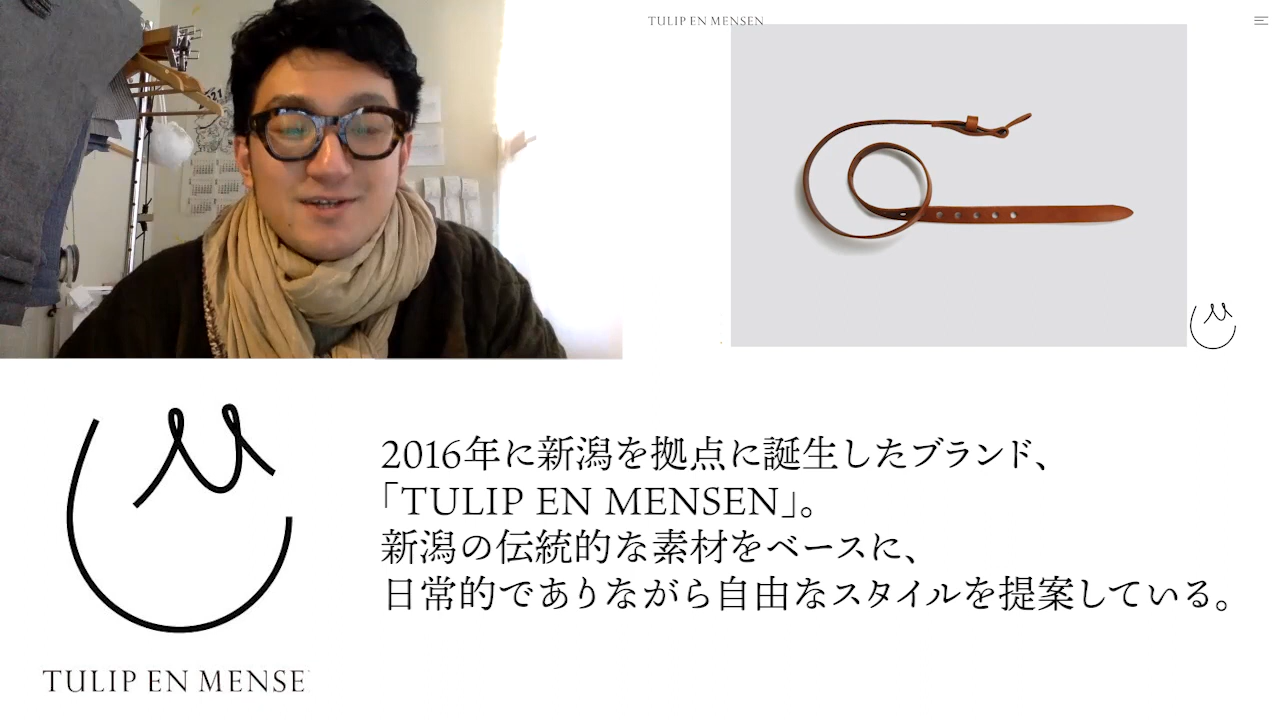 TULIP EN MENSEN
2016年に新潟を拠点に誕生したブランド、
「TULIP EN MENSEN」。
新潟の伝統的な素材をベースに、
日常的でありながら自由なスタイルを提案している。
TULIP EN MENSE